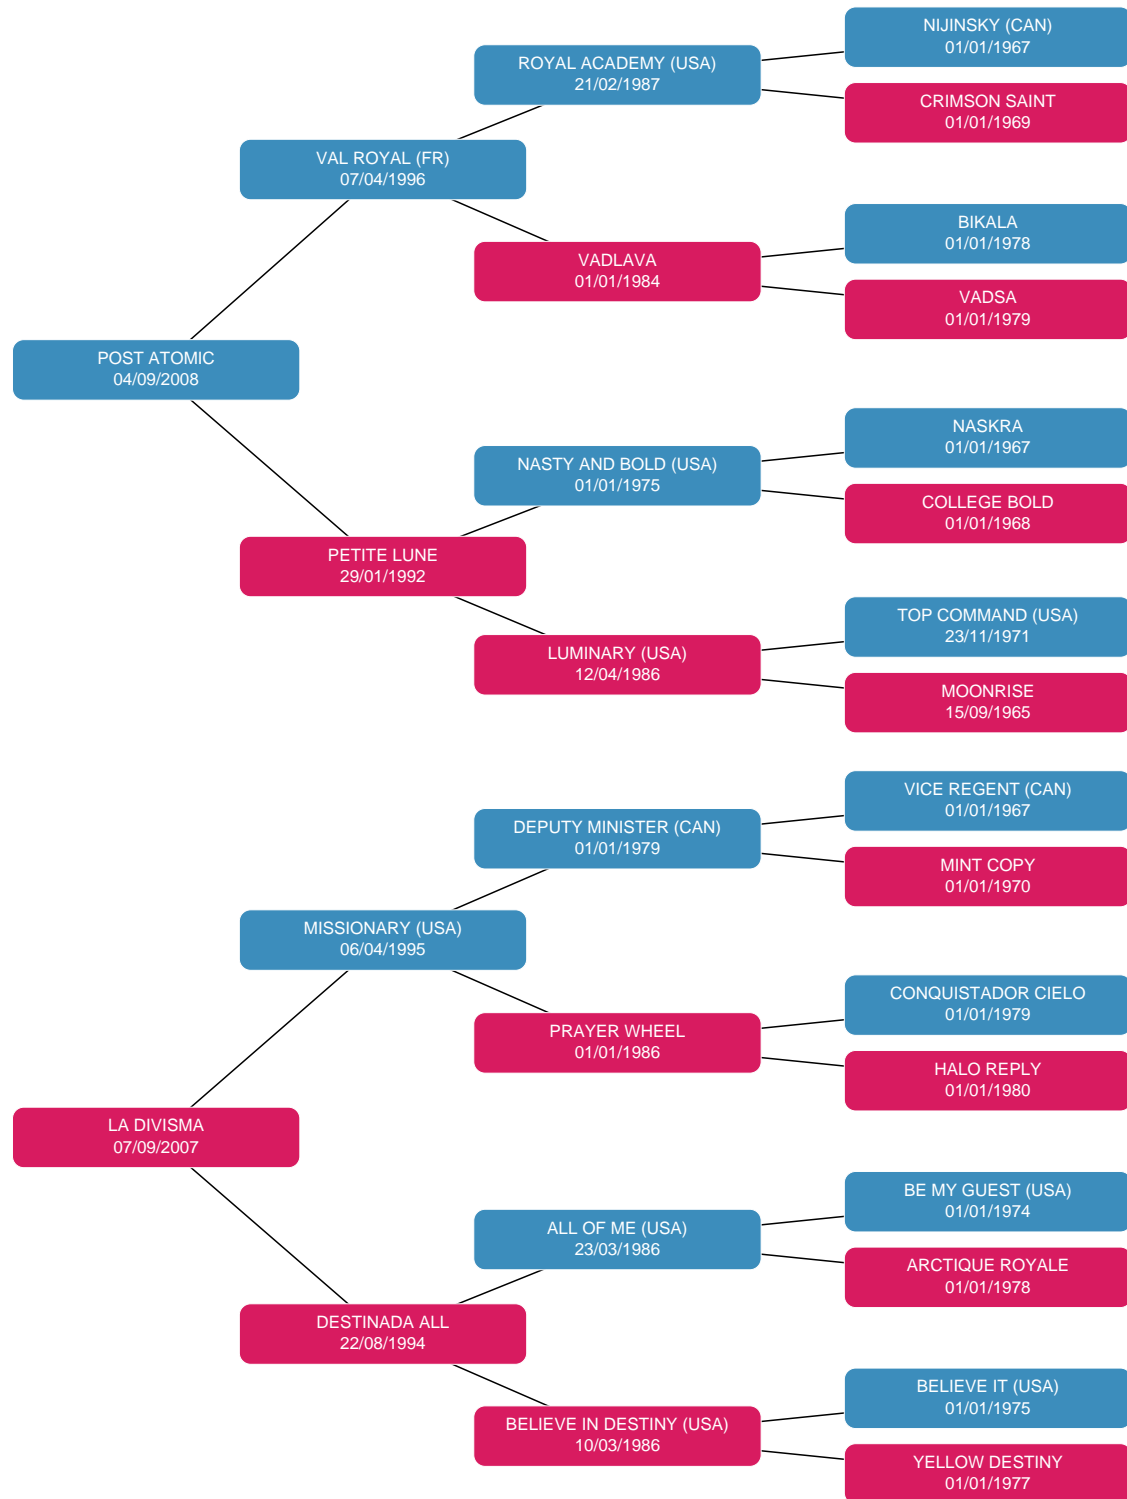 NIJINSKY (CAN)
01/01/1967
ROYAL ACADEMY (USA)
21/02/1987
CRIMSON SAINT
01/01/1969
VAL ROYAL (FR)
07/04/1996
BIKALA
01/01/1978
VADLAVA
01/01/1984
VADSA
01/01/1979
POST ATOMIC
04/09/2008
NASKRA
01/01/1967
NASTY AND BOLD (USA)
01/01/1975
COLLEGE BOLD
01/01/1968
PETITE LUNE
29/01/1992
TOP COMMAND (USA)
23/11/1971
LUMINARY (USA)
12/04/1986
MOONRISE
15/09/1965
VICE REGENT (CAN)
01/01/1967
DEPUTY MINISTER (CAN)
01/01/1979
MINT COPY
01/01/1970
MISSIONARY (USA)
06/04/1995
CONQUISTADOR CIELO
01/01/1979
PRAYER WHEEL
01/01/1986
HALO REPLY
01/01/1980
LA DIVISMA
07/09/2007
BE MY GUEST (USA)
01/01/1974
ALL OF ME (USA)
23/03/1986
ARCTIQUE ROYALE
01/01/1978
DESTINADA ALL
22/08/1994
BELIEVE IT (USA)
01/01/1975
BELIEVE IN DESTINY (USA)
10/03/1986
YELLOW DESTINY
01/01/1977